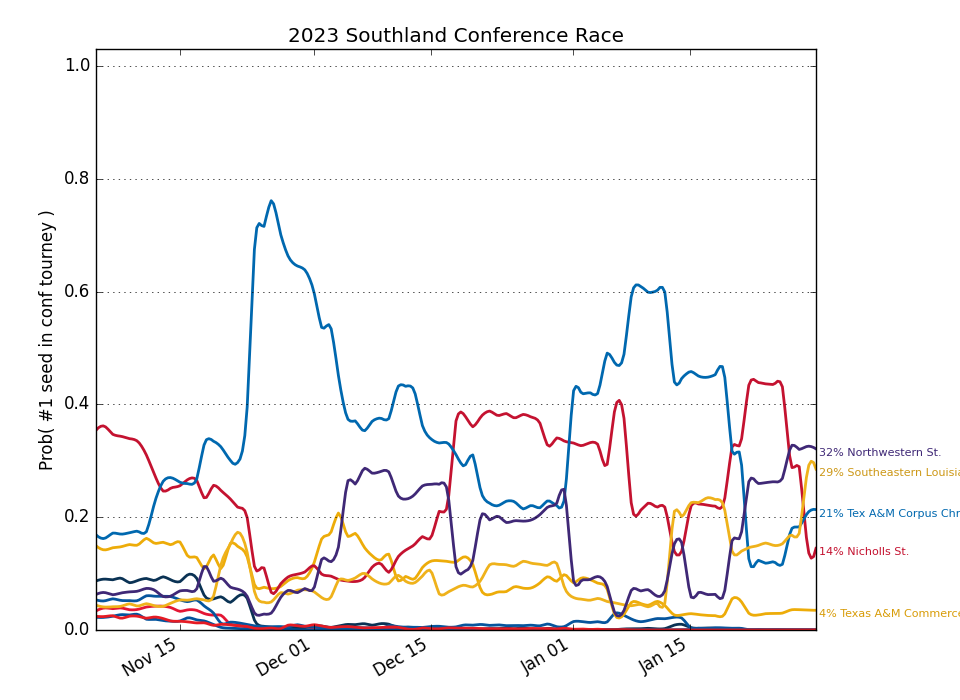 2023 Southland Conference Race
Prob( #1 seed in conf tourney )
1.0
0.8
0.6
0.4
0.2
0.0
Nov 15
Dec 01
Dec 15
Jan 01
Jan 15
32% Northwestern St.
29% Southeastern Louisia
21% Tex A&M Corpus Chr
14% Nicholls St.
4% Texas A&M Commerce